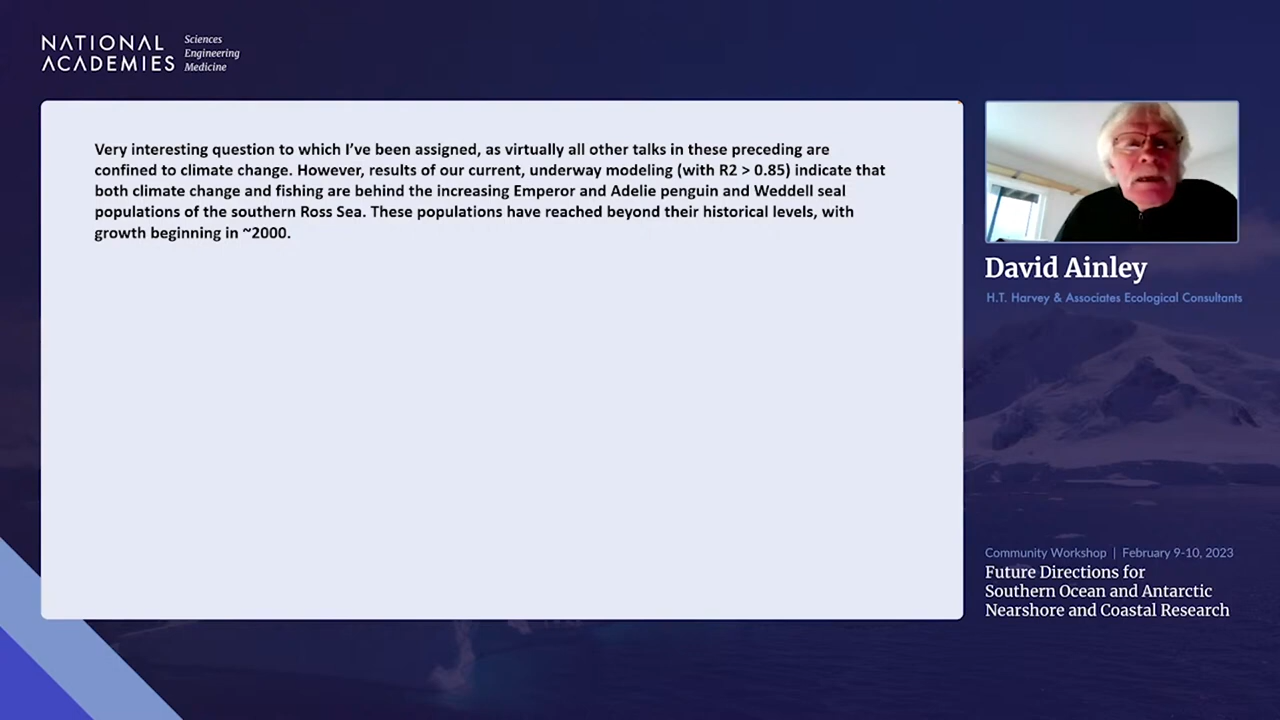 NATIONAL
ACADEMIES
Sciences
Engineering
Medicine
Very interesting question to which I've been assigned, as virtually all other talks in these preceding are
confined to climate change. However, results of our current, underway modeling (with R2 > 0.85) indicate that
both climate change and fishing are behind the increasing Emperor and Adelie penguin and Weddell seal
populations of the southern Ross Sea. These populations have reached beyond their historical levels, with
growth beginning in ~2000.
David Ainley
H.T. Harvey & Associates Ecological Consultants
Community Workshop | February 9-10, 2023
Future Directions for
Southern Ocean and Antarctic
Nearshore and Coastal Research